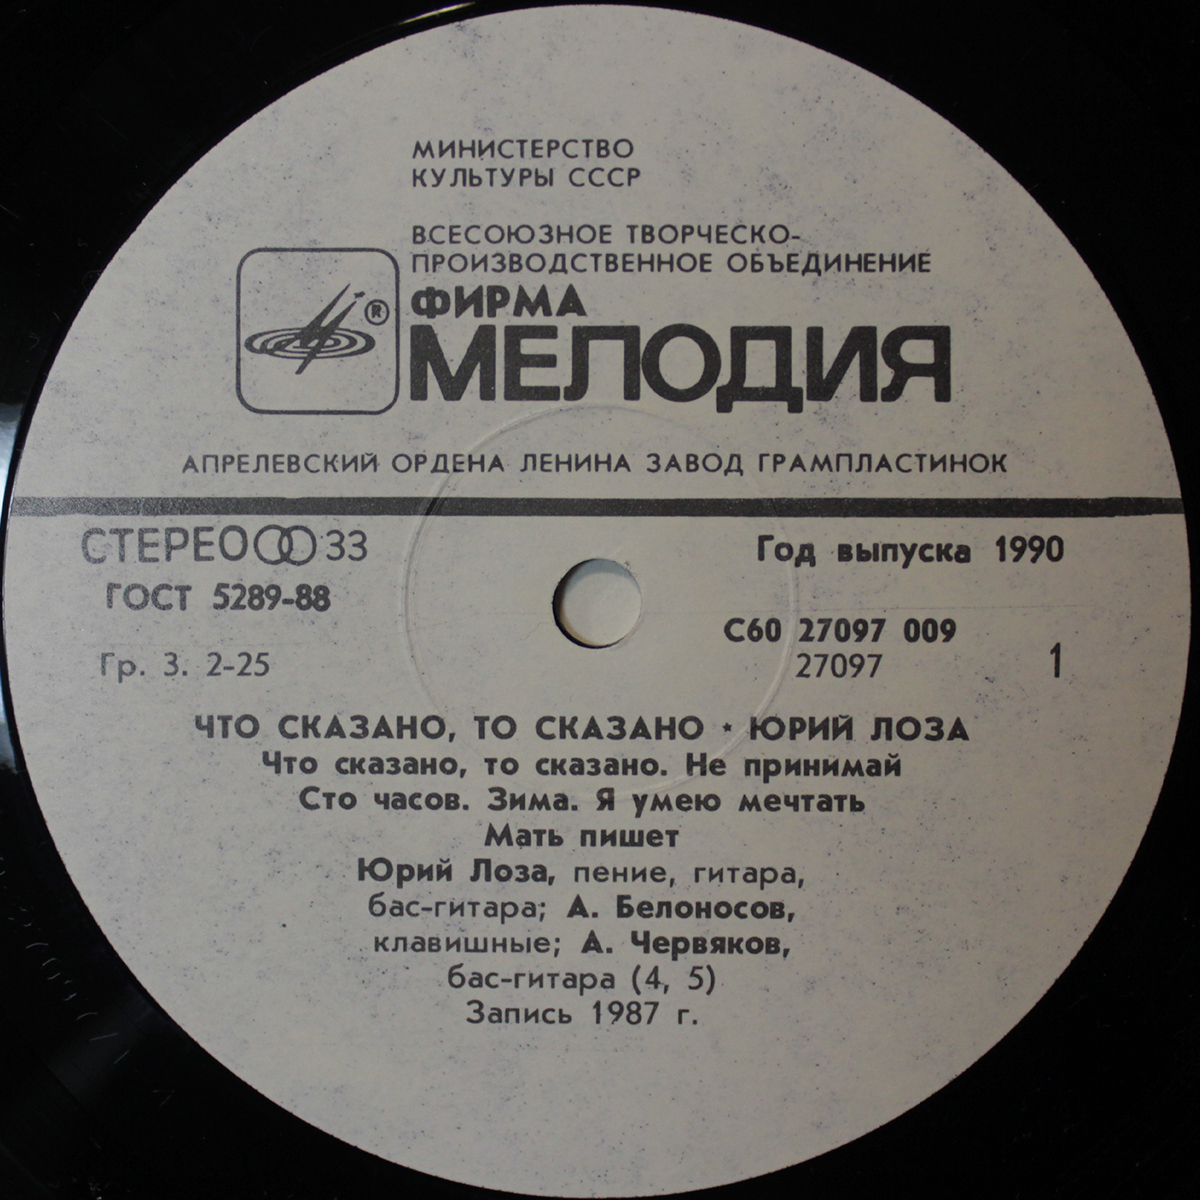 МИНИСТЕРСТВО
КУЛЬТУРЫ СССР
ВСЕСОЮЗНОЕ ТВОРЧЕСКО-
ПРОИЗВОДСТВЕННОЕ ОБЪЕДИНЕНИЕ
ФИРМА
® МЕЛОДИЯ
АПРЕЛЕВСКИЙ ОРДЕНА ЛЕНИНА ЗАВОД ГРАМПЛАСТИНОК
СТЕРЕО 33
Год выпуска 1990
ГОСТ 5289-88
С60 27097 009
Гр. 3. 2-25
27097 1
ЧТО СКАЗАНО, ТО СКАЗАНО ★ ЮРИЙ ЛОЗА
Что сказано, то сказано. Не принимай
Сто часов. Зима. Я умею мечтать
Мать пишет
Юрий Лоза, пение, гитара,
бас-гитара; А. Белоносов,
клавишные; А. Червяков,
бас-гитара (4, 5)
Запись 1987 г.